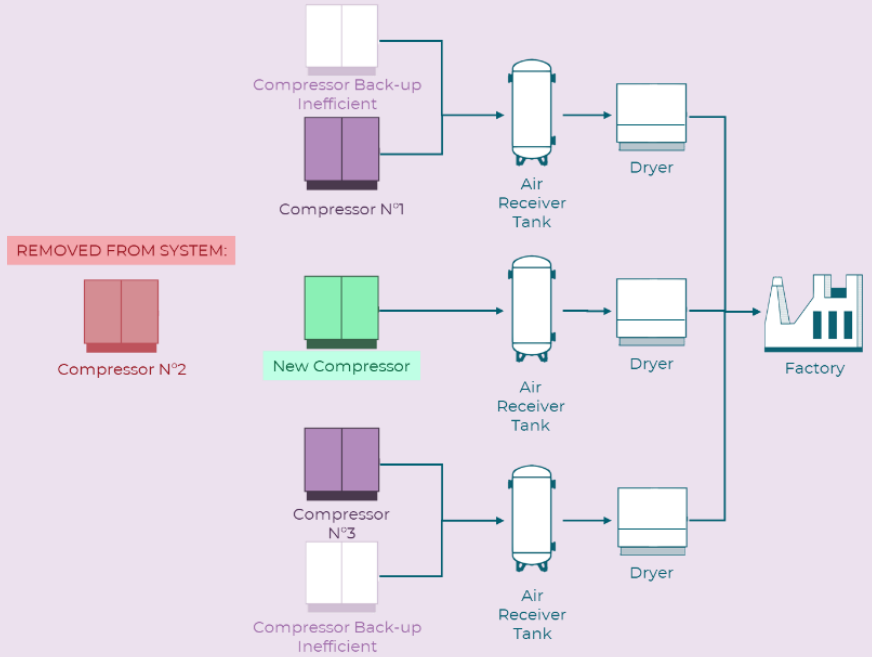 Compressor Back-up
Inefficient
Compressor N°1
Air
Receiver
Tank
Dryer
REMOVED FROM SYSTEM:
Compressor N°2
New Compressor
Air
Receiver
Tank
Dryer
Factory
Compressor
N°3
Compressor Back-up
Inefficient
Air
Receiver
Tank
Dryer